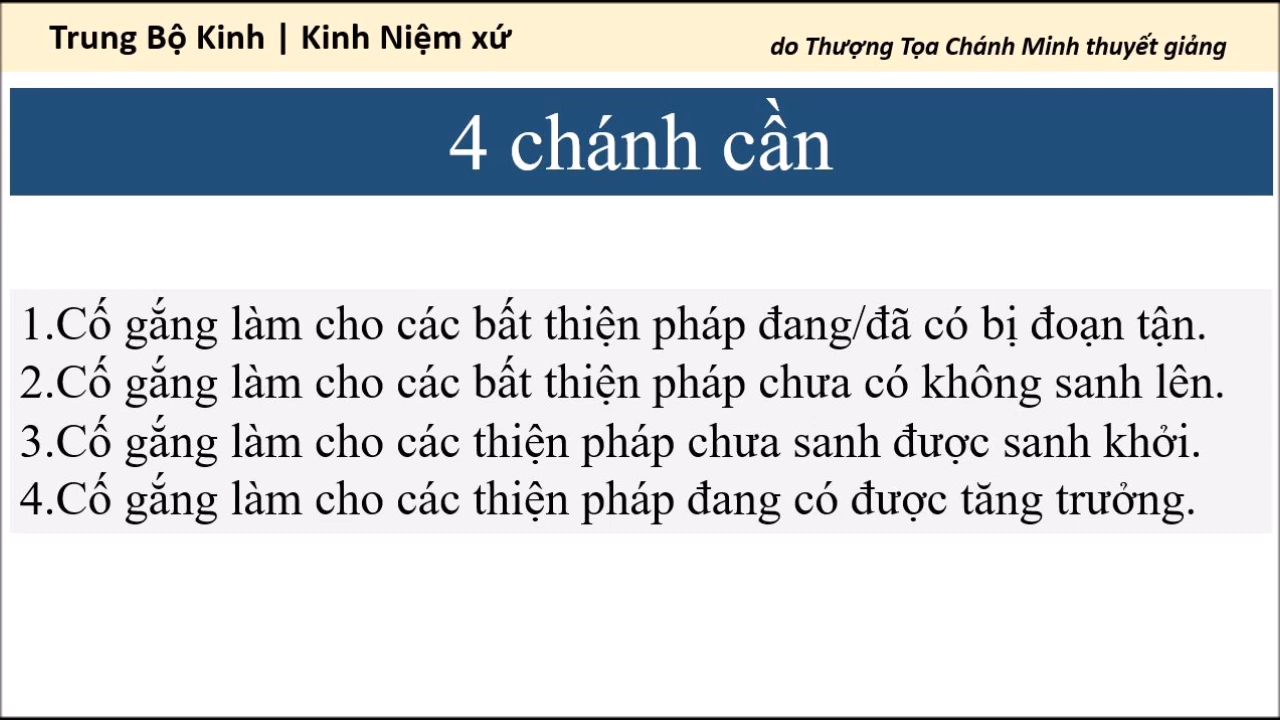 Trung Bộ Kinh | Kinh Niệm xứ
do Thượng Tọa Chánh Minh thuyết giảng
4 chánh cần
1.Cố gắng làm cho các bất thiện pháp đang/đã có bị đoạn tận.
2.Cố gắng làm cho các bất thiện pháp chưa có không sanh lên.
3.Cố gắng làm cho các thiện pháp chưa sanh được sanh khởi.
4.Cố gắng làm cho các thiện pháp đang có được tăng trưởng.